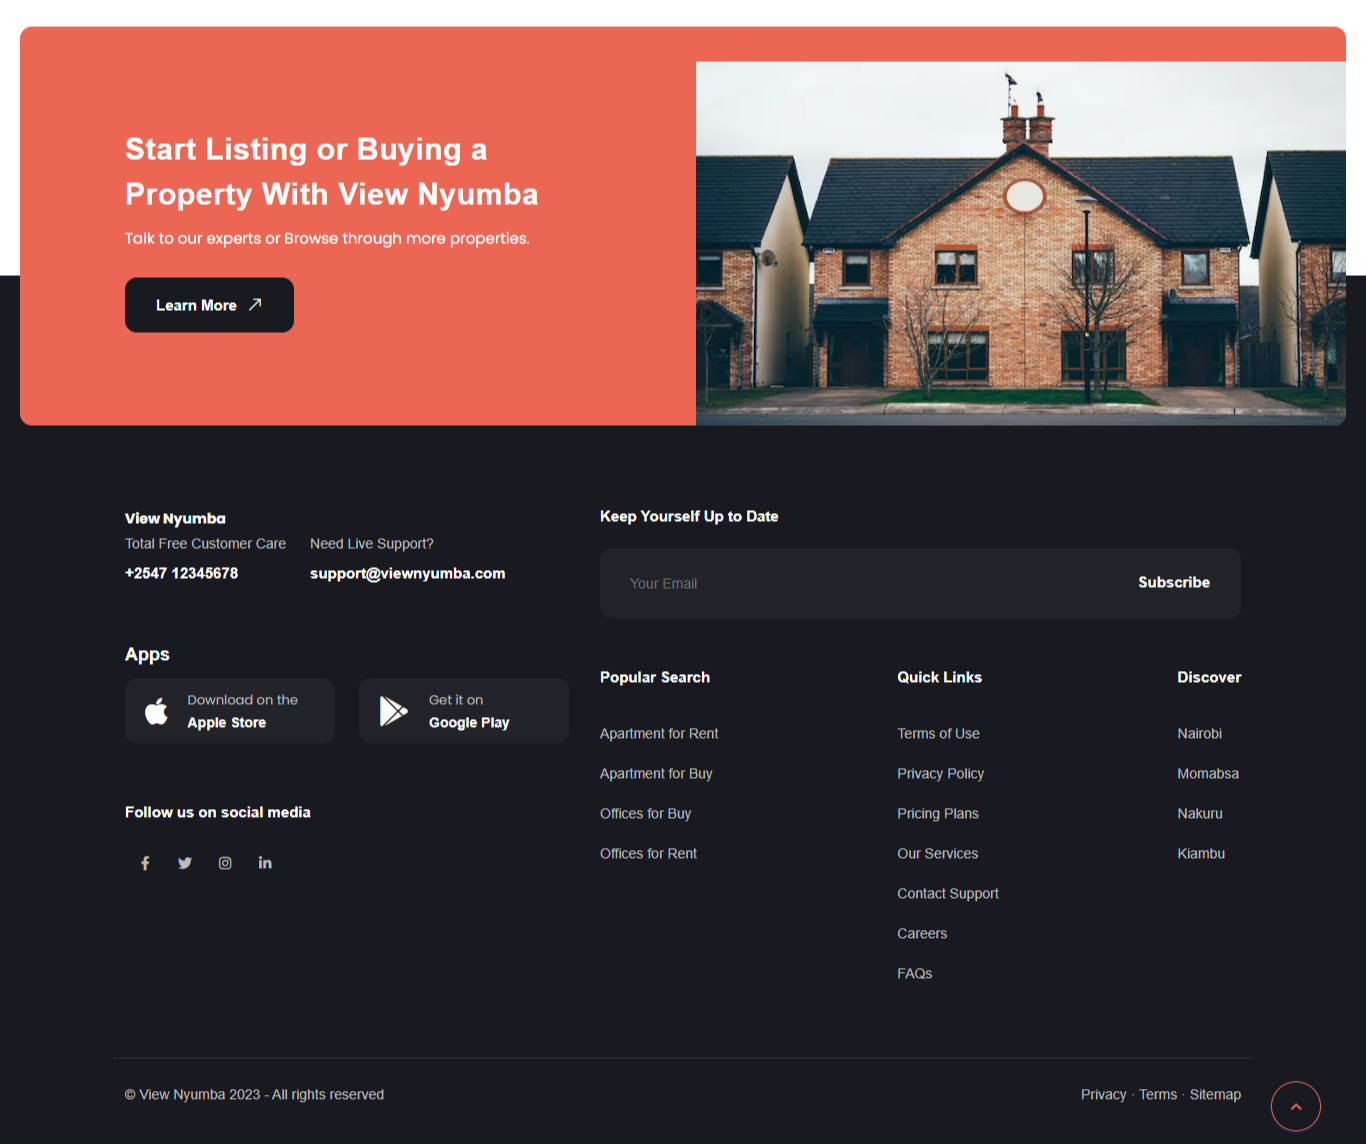 Start Listing or Buying a
Property With View Nyumba
Talk to our experts or Browse through more properties.
Learn More
View Nyumba
Total Free Customer Care
+2547 12345678
Need Live Support?
support@viewnyumba.com
Apps
Download on the
Apple Store
Get it on
Google Play
Follow us on social media
Keep Yourself Up to Date
Your Email
Subscribe
Popular Search
Apartment for Rent
Apartment for Buy
Offices for Buy
Offices for Rent
Quick Links
Terms of Use
Privacy Policy
Pricing Plans
Our Services
Contact Support
Careers
FAQs
Discover
Nairobi
Momabsa
Nakuru
Kiambu
© View Nyumba 2023 - All rights reserved
Privacy · Terms · Sitemap